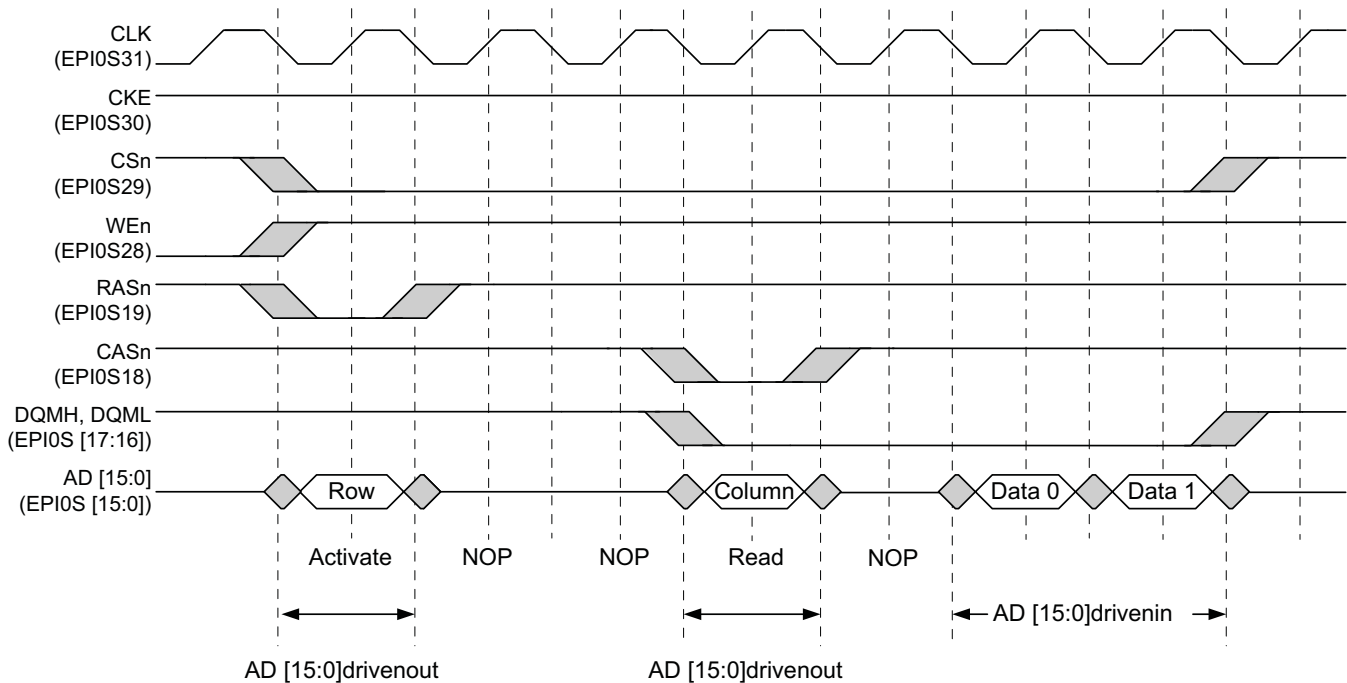 CLK
(EPI0S31)
CKE
(EPI0S30)
CSn
(EPI0S29)
WEn
(EPI0S28)
RASn
(EPI0S19)
CASn
(EPI0S18)
DQMH, DQML
(EPI0S [17:16])
AD [15:0]
(EPI0S [15:0])
Row Column Data 0 Data 1
Activate NOP NOP Read NOP
AD [15:0]drivenin
AD [15:0]drivenout AD [15:0]drivenout